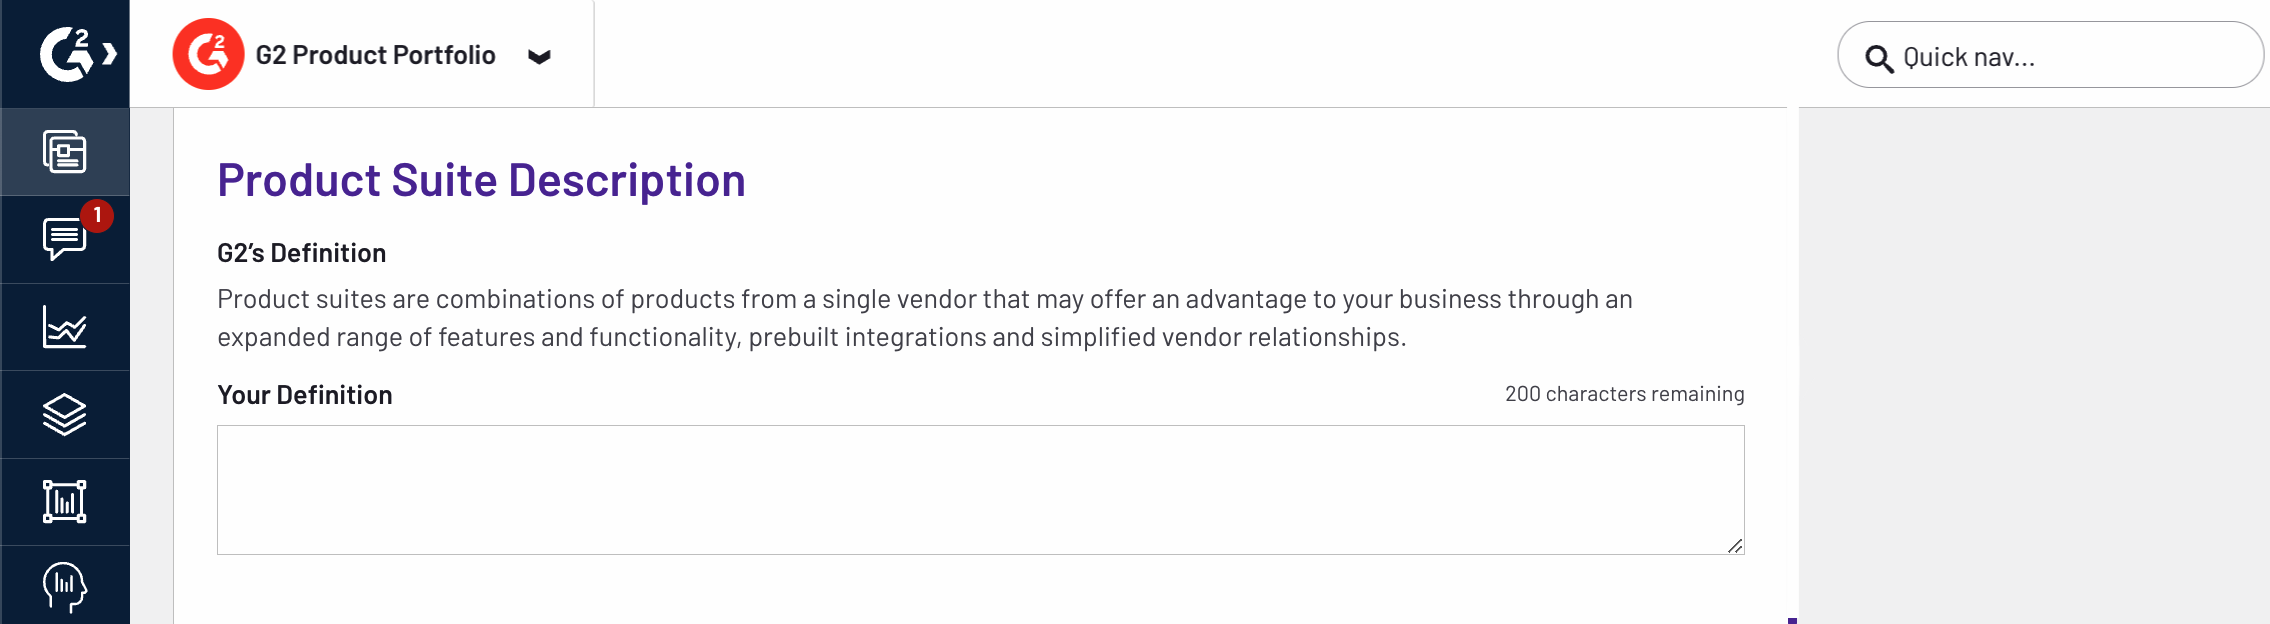 G2 Product Portfolio
Quick nav...
1
Product Suite Description
G2’s Definition
Product suites are combinations of products from a single vendor that may offer an advantage to your business through an
expanded range of features and functionality, prebuilt integrations and simplified vendor relationships.
Your Definition
200 characters remaining